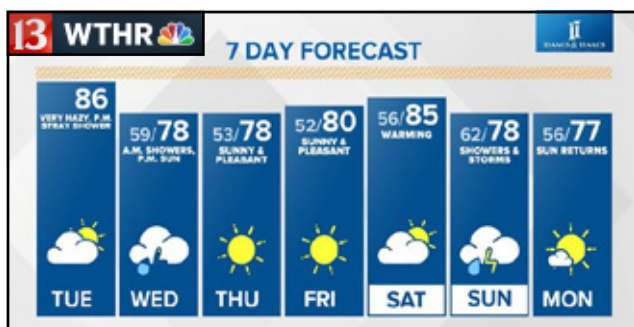 13 WTHR
7 DAY FORECAST
86
VERY HAZY, P.M.
STRAY SHOWER
TUE
59/78
A.M. SHOWERS,
P.M. SUN
WED
53/78
SUNNY &
PLEASANT
THU
52/80
SUNNY &
PLEASANT
FRI
56/85
WARMING
SAT
62/78
SHOWERS &
STORMS
SUN
56/77
SUN RETURNS
MON